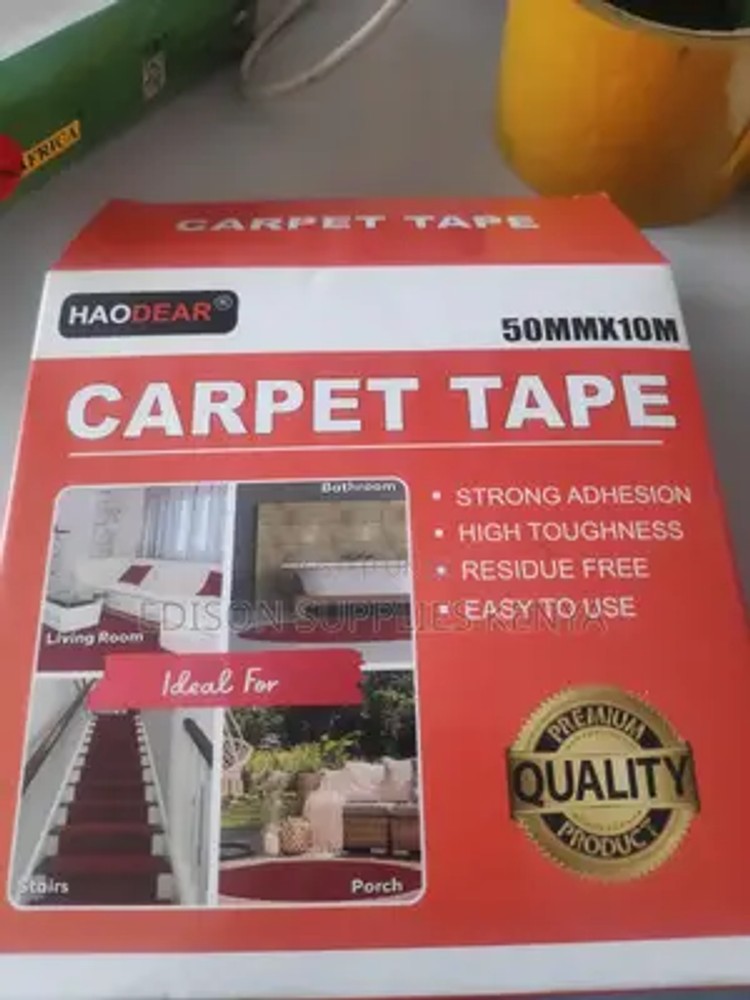 AFRICA
CARPET TAPE
HAODEAR®
50MMX10M
CARPET TAPE
Bathroom
Living Room
Ideal For
Stairs
Porch
▪ STRONG ADHESION
▪ HIGH TOUGHNESS
▪ RESIDUE FREE
▪ EASY TO USE
EDISON SUPPLIES KENYA
PREMIUM
QUALITY
PRODUCT